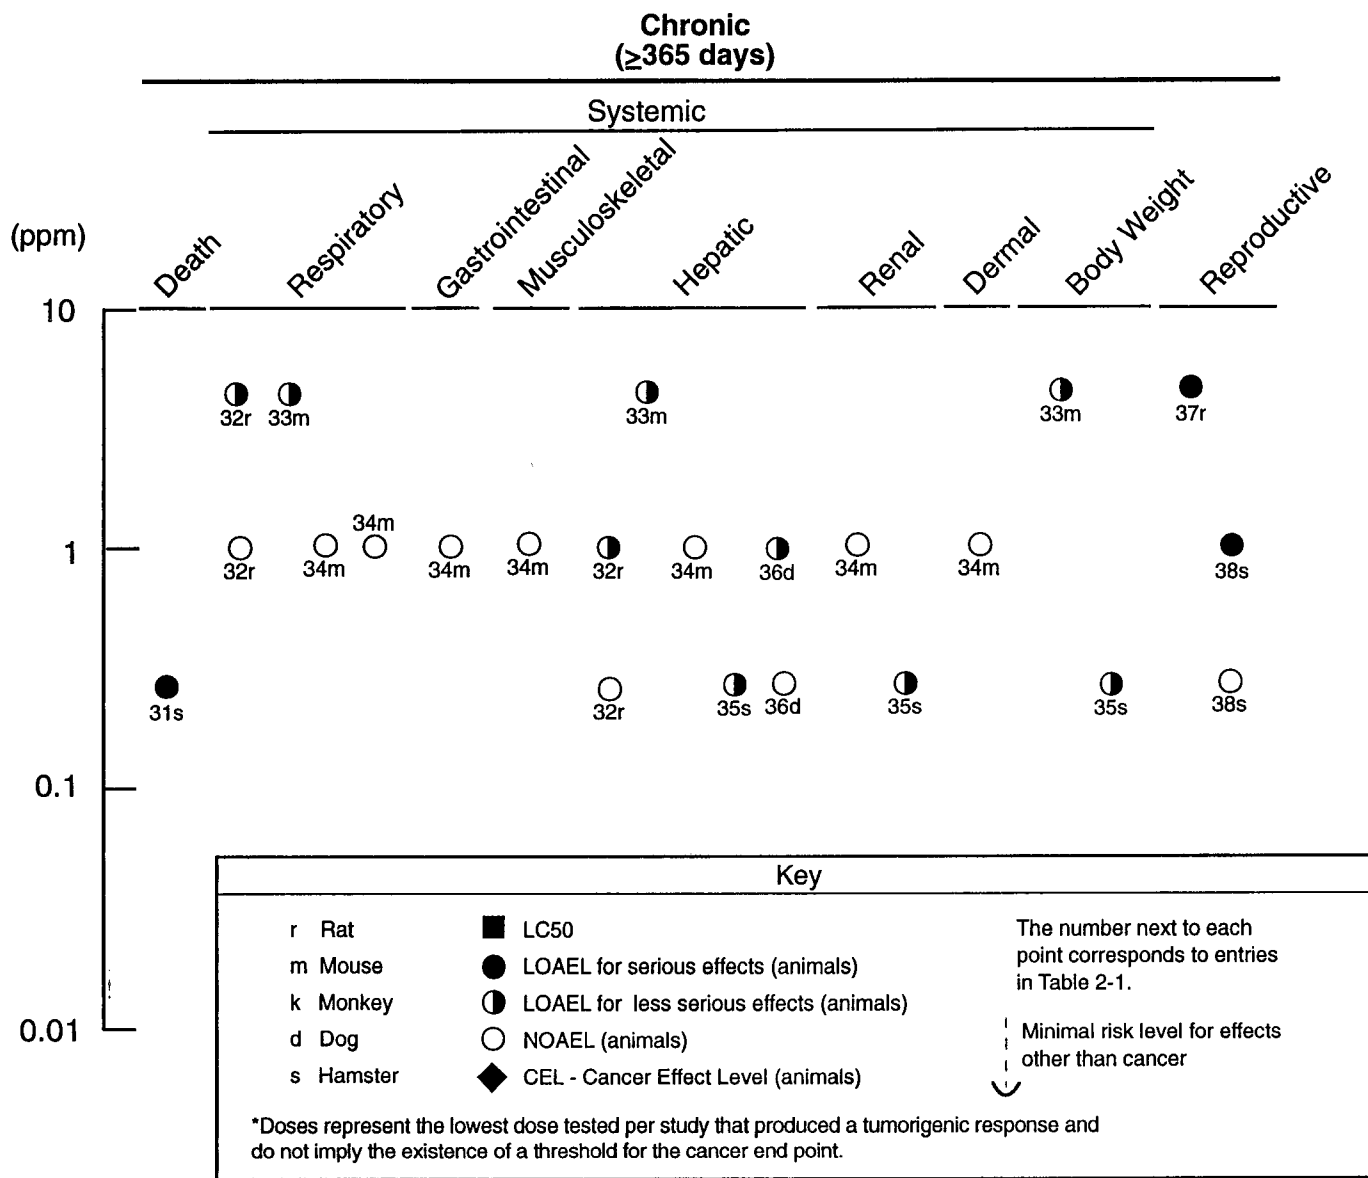 Chronic
(≥365 days)
Systemic
(ppm)
Death
Respiratory
Gastrointestinal
Musculoskeletal
Hepatic
Renal
Dermal
Body Weight
Reproductive
10
32r
33m
33m
33m
37r
34m
1
32r
34m
34m
34m
32r
34m
36d
34m
34m
38s
31s
32r
35s
36d
35s
35s
38s
0.1
0.01
Key
r Rat
m Mouse
k Monkey
d Dog
s Hamster
LC50
LOAEL for serious effects (animals)
LOAEL for less serious effects (animals)
NOAEL (animals)
CEL - Cancer Effect Level (animals)
The number next to each
point corresponds to entries
in Table 2-1.
Minimal risk level for effects
other than cancer
*Doses represent the lowest dose tested per study that produced a tumorigenic response and
do not imply the existence of a threshold for the cancer end point.